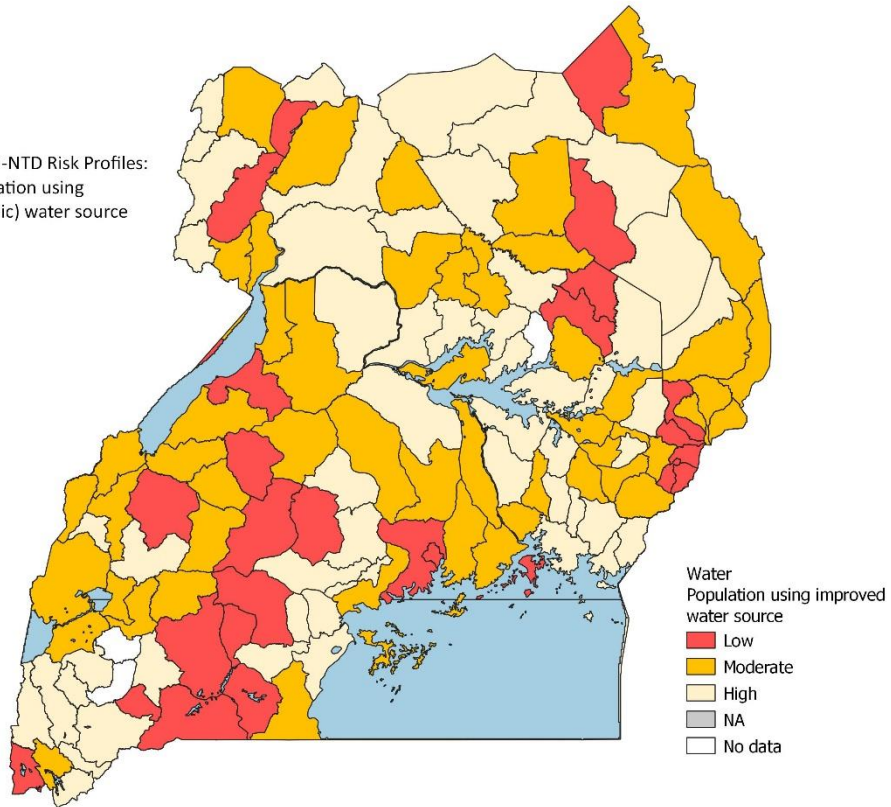 -NTD Risk Profiles:
ation using
ic) water source
Water
Population using improved
water source
Low
Moderate
High
NA
No data